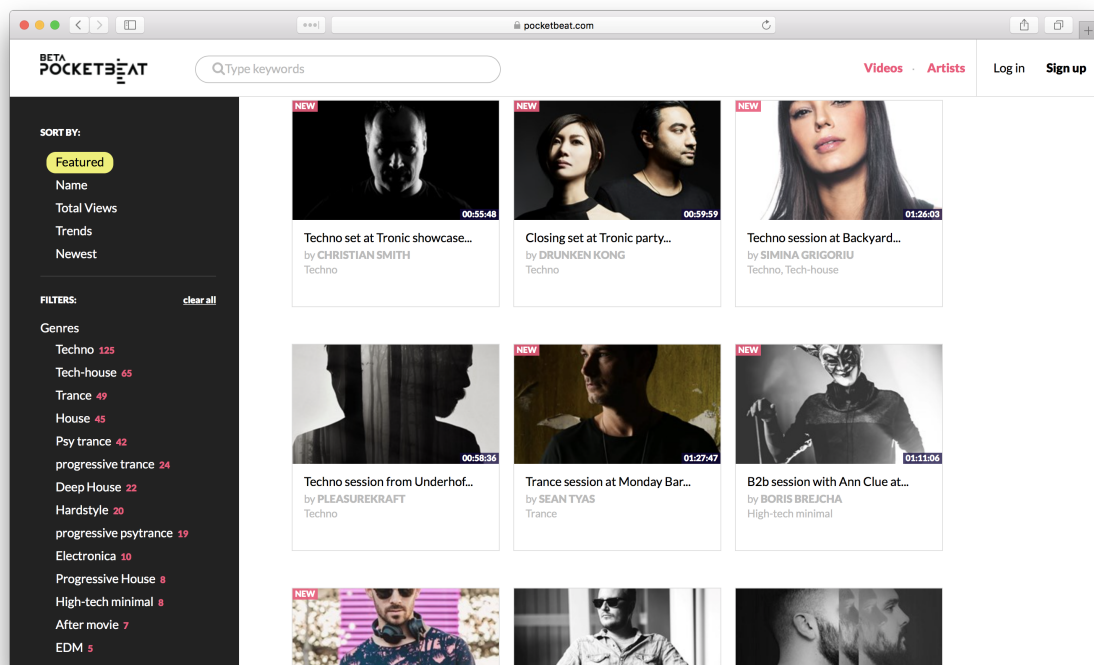 pocketbeat.com
BETA
POCKETBEAT
Type keywords
Videos · Artists
Log in
Sign up
SORT BY:
Featured
Name
Total Views
Trends
Newest
FILTERS:
clear all
Genres
Techno 125
Tech-house 65
Trance 49
House 45
Psy trance 42
progressive trance 24
Deep House 22
Hardstyle 20
progressive psytrance 19
Electronica 10
Progressive House 8
High-tech minimal 8
After movie 7
EDM 5
NEW
00:55:48
Techno set at Tronic showcase...
by CHRISTIAN SMITH
Techno
NEW
00:59:59
Closing set at Tronic party...
by DRUNKEN KONG
Techno
NEW
01:26:03
Techno session at Backyard...
by SIMINA GRIGORIU
Techno, Tech-house
00:58:36
Techno session from Underhof...
by PLEASUREKRAFT
Techno
NEW
01:27:47
Trance session at Monday Bar...
by SEAN TYAS
Trance
NEW
01:11:06
B2b session with Ann Clue at...
by BORIS BREJCHA
High-tech minimal
NEW